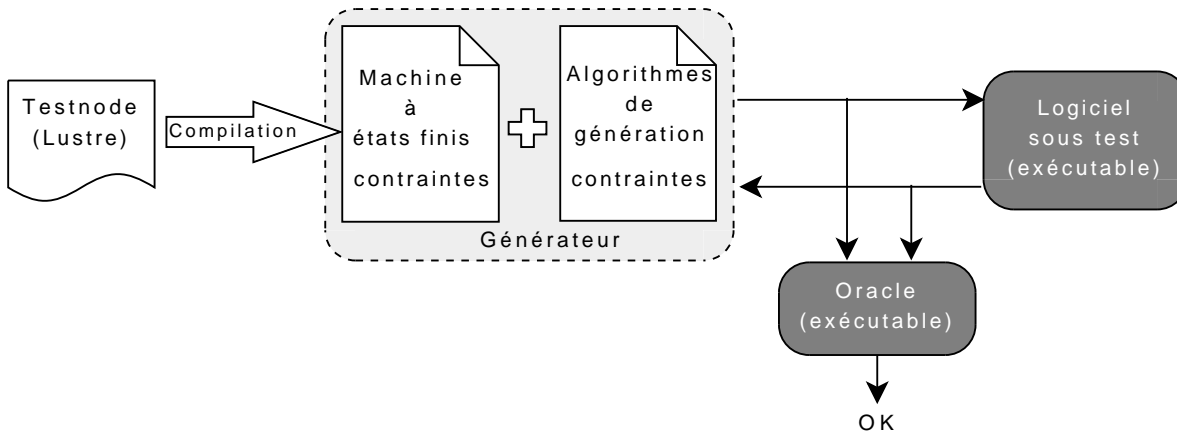 Testnode
(Lustre)
Compilation
Machine
à
états finis
contraintes
Algorithmes
de
génération
contraintes
Générateur
Logiciel
sous test
(exécutable)
Oracle
(exécutable)
OK